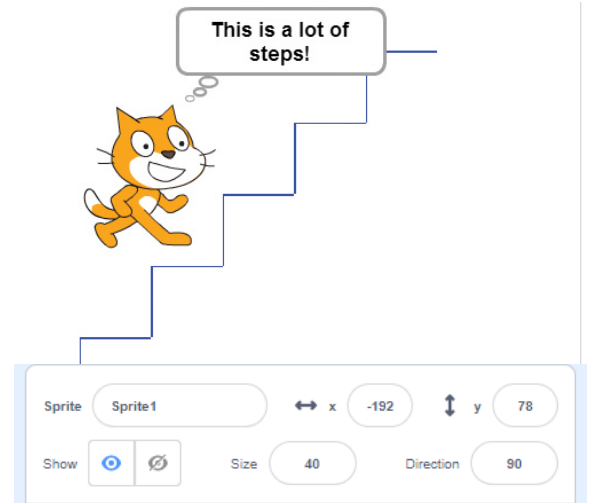 This is a lot of
steps!
Sprite Sprite1 x -192 y 78
Show Size 40 Direction 90